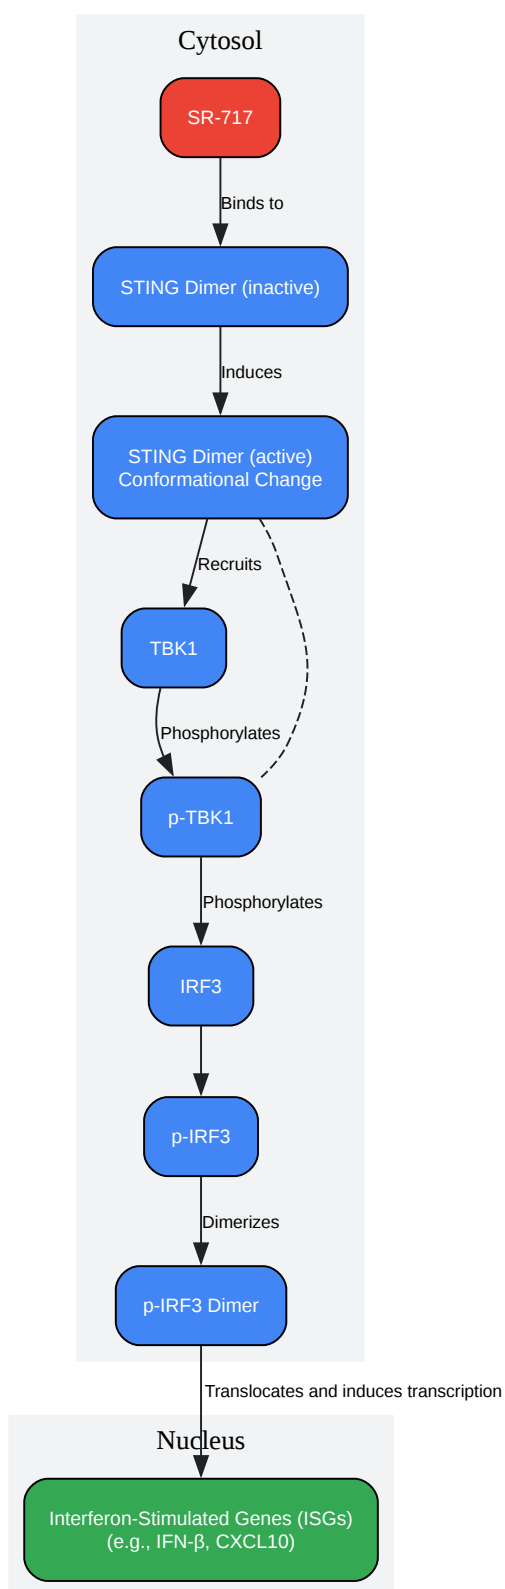 Cytosol
SR-717
Binds to
STING Dimer (inactive)
Induces
STING Dimer (active)
Conformational Change
Recruits
TBK1
Phosphorylates
p-TBK1
Phosphorylates
IRF3
p-IRF3
Dimerizes
p-IRF3 Dimer
Translocates and induces transcription
Nucleus
Interferon-Stimulated Genes (ISGs)
(e.g., IFN-β, CXCL10)